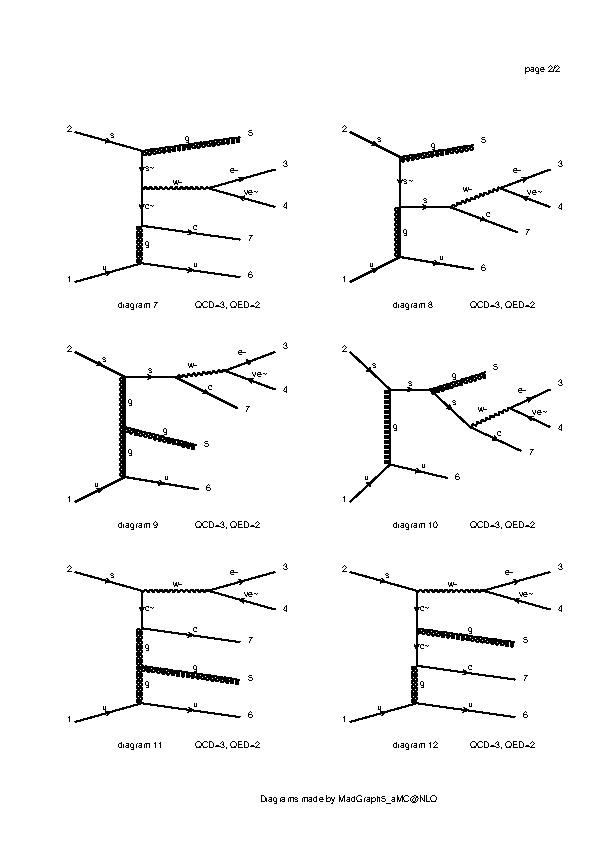 page 2/2
2 s g 5
s~
w-
e- 3
ve~ 4
c~
c 7
g
1 u u 6
diagram 7 QCD=3, QED=2
2 s g 5
s~
s w-
e- 3
ve~ 4
c 7
g
1 u u 6
diagram 8 QCD=3, QED=2
2 s s w-
e- 3
ve~ 4
c 7
g
g 5
g
1 u u 6
diagram 9 QCD=3, QED=2
2 s s g 5
s w-
e- 3
ve~ 4
c 7
g
1 u u 6
diagram 10 QCD=3, QED=2
2 s w-
e- 3
ve~ 4
c~
c 7
g
g 5
g
1 u u 6
diagram 11 QCD=3, QED=2
2 s w-
e- 3
ve~ 4
c~
g 5
c~
c 7
g
1 u u 6
diagram 12 QCD=3, QED=2
Diagrams made by MadGraph5_aMC@NLO